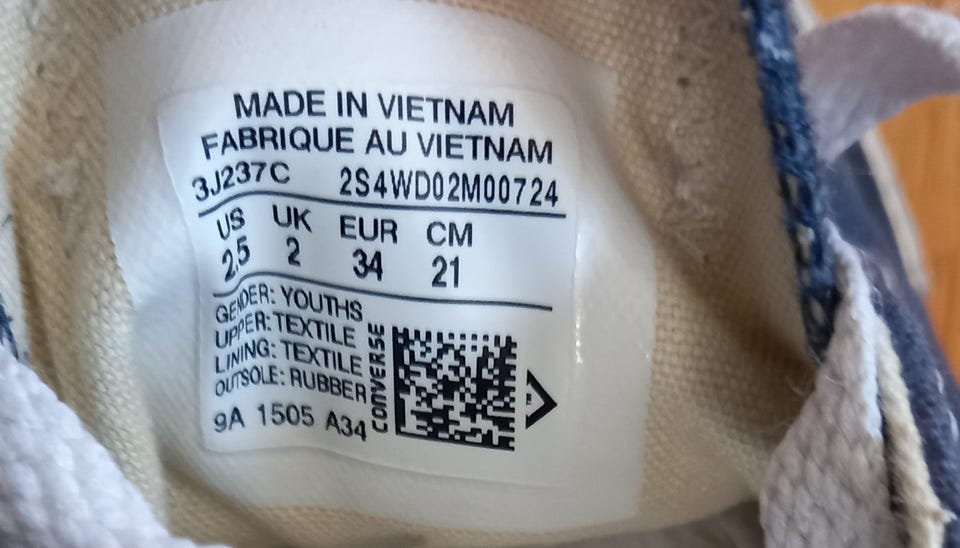 MADE IN VIETNAM
FABRIQUE AU VIETNAM
3J237C 2S4WD02M00724
US UK EUR CM
2.5 2 34 21
GENDER: YOUTHS
UPPER: TEXTILE
LINING: TEXTILE
OUTSOLE: RUBBER
9A 1505 A34
CONVERSE